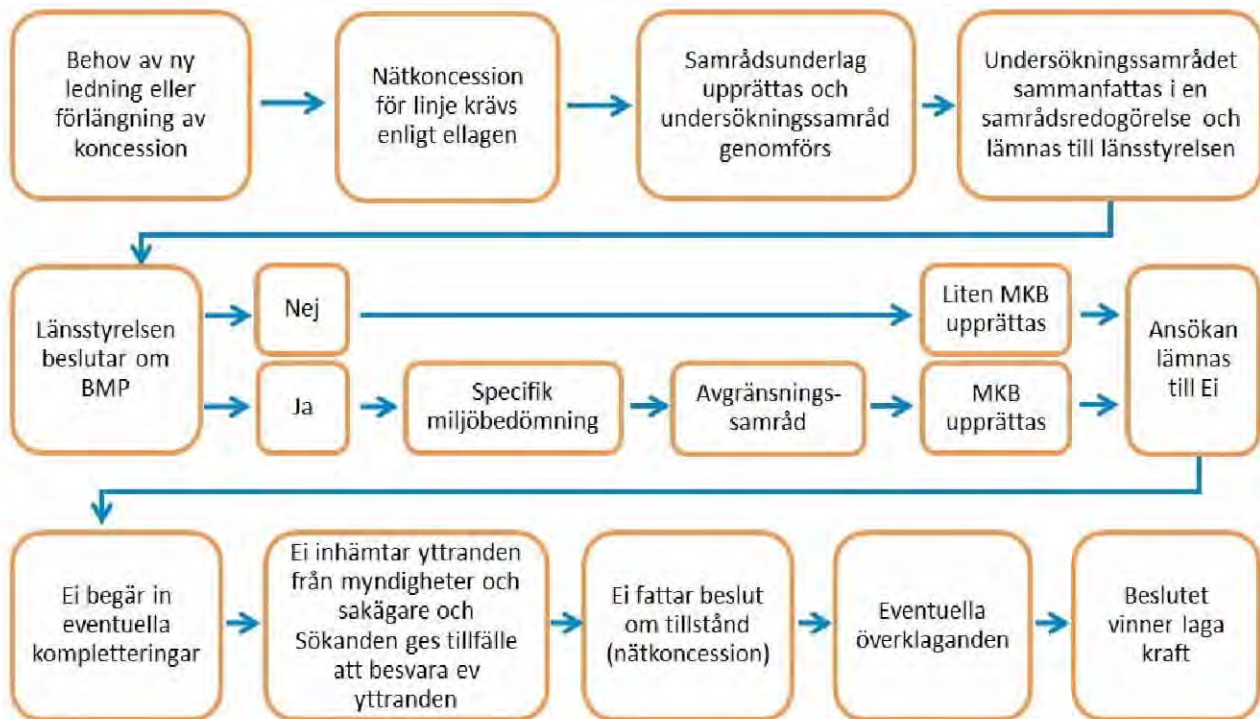 Behov av ny
ledning eller
förlängning av
koncession
Nätkoncession
för linje krävs
enligt ellagen
Samrådsunderlag
upprättas och
undersökningssamråd
genomförs
Undersökningssamrådet
sammanfattas i en
samrådsredogörelse och
lämnas till länsstyrelsen
Länsstyrelsen
beslutar om
BMP
Nej
Liten MKB
upprättas
Ja
Specifik
miljöbedömning
Avgränsnings-
samråd
MKB
upprättas
Ansökan
lämnas
till Ei
Ei begär in
eventuella
kompletteringar
Ei inhämtar yttranden
från myndigheter och
sakägare och
Sökanden ges tillfälle
att besvara ev
yttranden
Ei fattar beslut
om tillstånd
(nätkoncession)
Eventuella
överklaganden
Beslutet
vinner laga
kraft